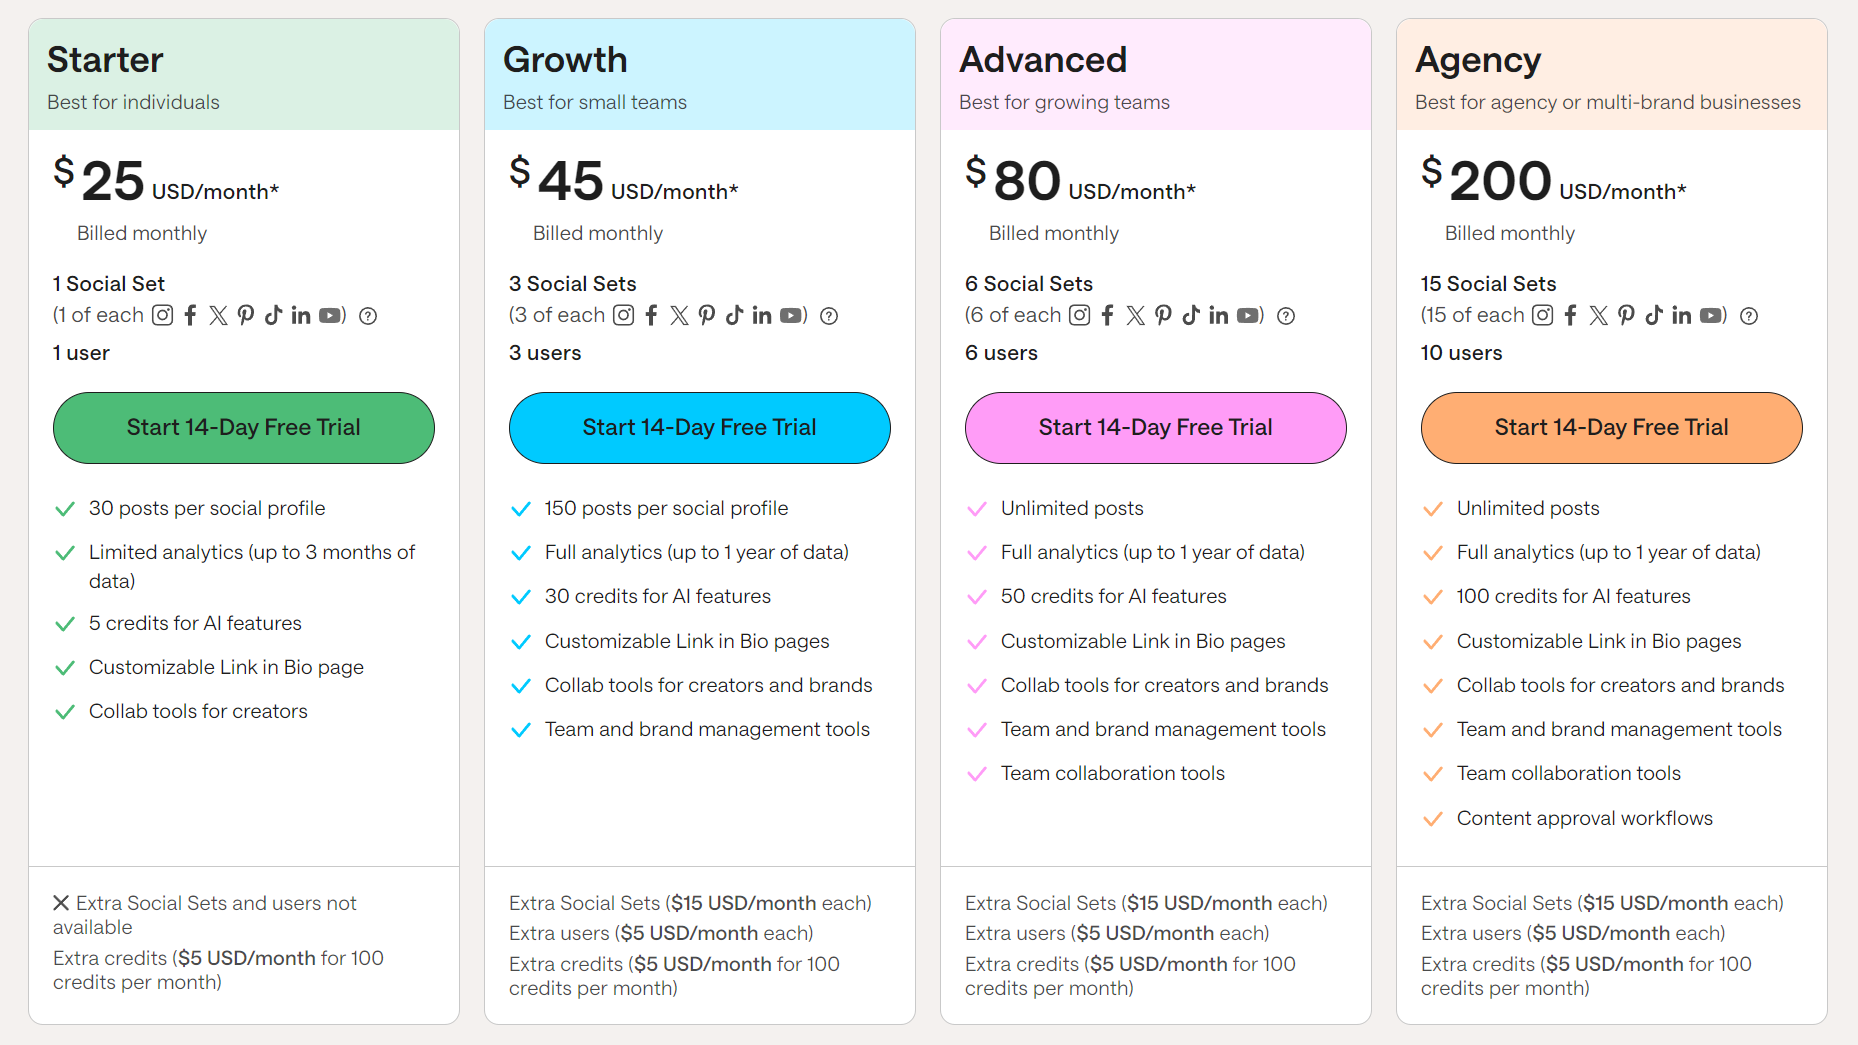 Starter
Best for individuals
$ 25 USD/month*
Billed monthly
1 Social Set
(1 of each )
1 user
Start 14-Day Free Trial
30 posts per social profile
Limited analytics (up to 3 months of
data)
5 credits for AI features
Customizable Link in Bio page
Collab tools for creators
Extra Social Sets and users not
available
Extra credits ($5 USD/month for 100
credits per month)
Growth
Best for small teams
$ 45 USD/month*
Billed monthly
3 Social Sets
(3 of each )
3 users
Start 14-Day Free Trial
150 posts per social profile
Full analytics (up to 1 year of data)
30 credits for AI features
Customizable Link in Bio pages
Collab tools for creators and brands
Team and brand management tools
Extra Social Sets ($15 USD/month each)
Extra users ($5 USD/month each)
Extra credits ($5 USD/month for 100
credits per month)
Advanced
Best for growing teams
$ 80 USD/month*
Billed monthly
6 Social Sets
(6 of each )
6 users
Start 14-Day Free Trial
Unlimited posts
Full analytics (up to 1 year of data)
50 credits for AI features
Customizable Link in Bio pages
Collab tools for creators and brands
Team and brand management tools
Team collaboration tools
Extra Social Sets ($15 USD/month each)
Extra users ($5 USD/month each)
Extra credits ($5 USD/month for 100
credits per month)
Agency
Best for agency or multi-brand businesses
$ 200 USD/month*
Billed monthly
15 Social Sets
(15 of each )
10 users
Start 14-Day Free Trial
Unlimited posts
Full analytics (up to 1 year of data)
100 credits for AI features
Customizable Link in Bio pages
Collab tools for creators and brands
Team and brand management tools
Team collaboration tools
Content approval workflows
Extra Social Sets ($15 USD/month each)
Extra users ($5 USD/month each)
Extra credits ($5 USD/month for 100
credits per month)